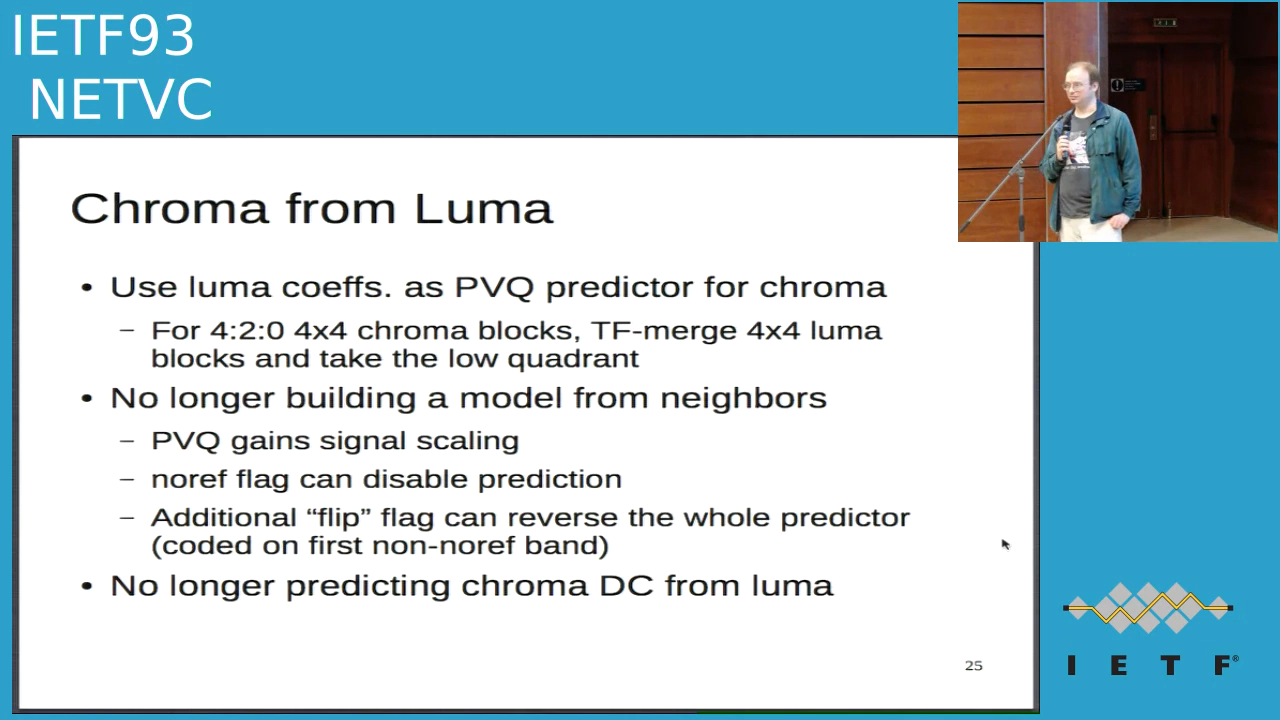 IETF93
NETVC
Chroma from Luma
• Use luma coeffs. as PVQ predictor for chroma
– For 4:2:0 4x4 chroma blocks, TF-merge 4x4 luma
blocks and take the low quadrant
• No longer building a model from neighbors
– PVQ gains signal scaling
– noref flag can disable prediction
– Additional “flip” flag can reverse the whole predictor
(coded on first non-noref band)
• No longer predicting chroma DC from luma
25
I E T F®